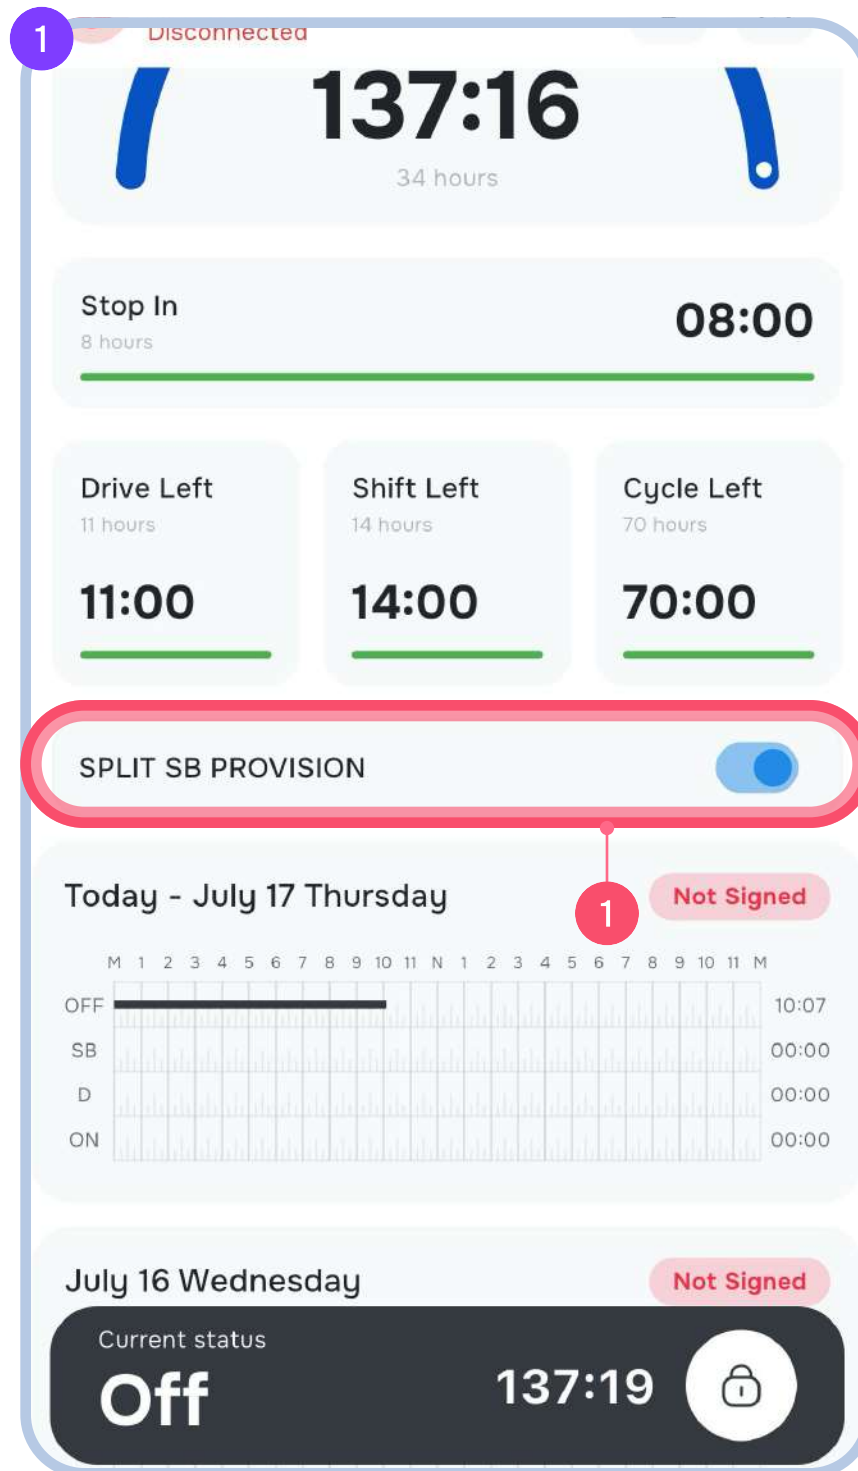 1
Disconnected
137:16
34 hours
Stop In
8 hours
08:00
Drive Left
11 hours
11:00
Shift Left
14 hours
14:00
Cycle Left
70 hours
70:00
SPLIT SB PROVISION
1
Today - July 17 Thursday
Not Signed
M 1 2 3 4 5 6 7 8 9 10 11 N 1 2 3 4 5 6 7 8 9 10 11 M
OFF 10:07
SB 00:00
D 00:00
ON 00:00
July 16 Wednesday
Not Signed
Current status
Off
137:19